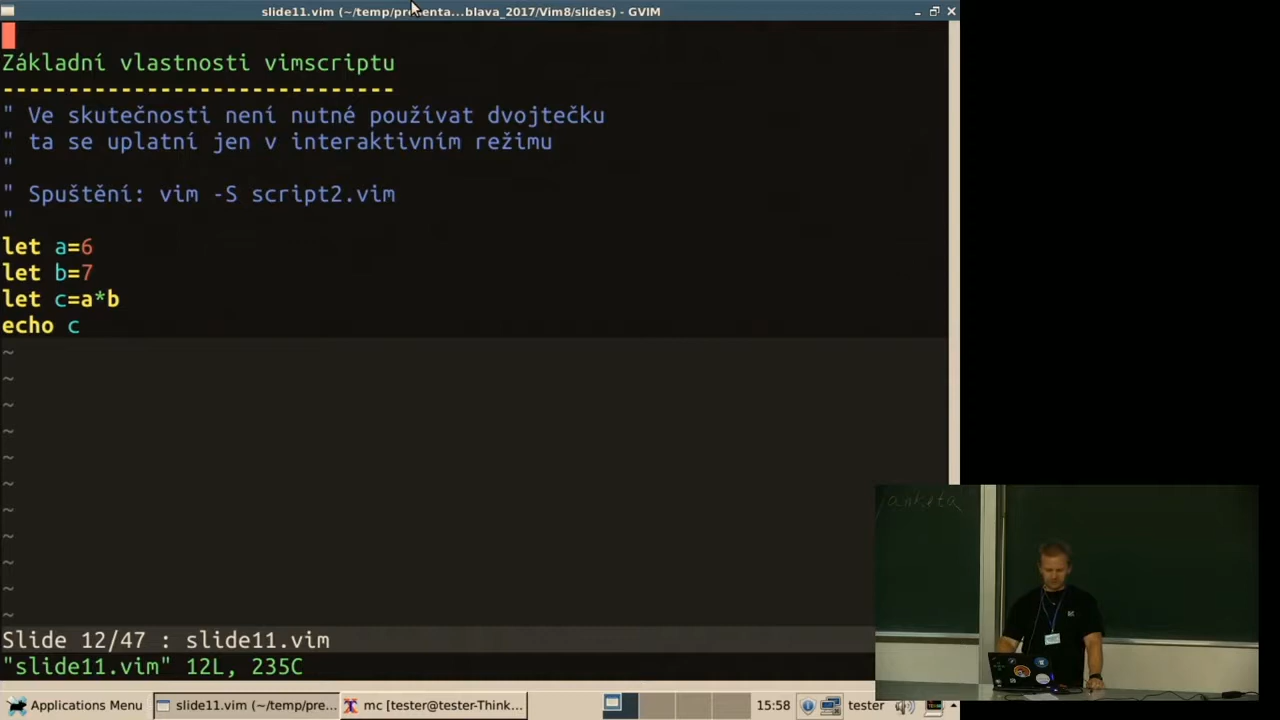 slide11.vim (~/temp/presenta...blava_2017/Vim8/slides) - GVIM
Základní vlastnosti vimscriptu
------------------------------
" Ve skutečnosti není nutné používat dvojtečku
" ta se uplatní jen v interaktivním režimu
"
" Spuštění: vim -S script2.vim
"
let a=6
let b=7
let c=a*b
echo c
~
~
~
~
~
~
~
~
~
~
~
anketa
Slide 12/47 : slide11.vim
"slide11.vim" 12L, 235C
Applications Menu
slide11.vim (~/temp/pre...
mc [tester@tester-Think...
15:58
tester